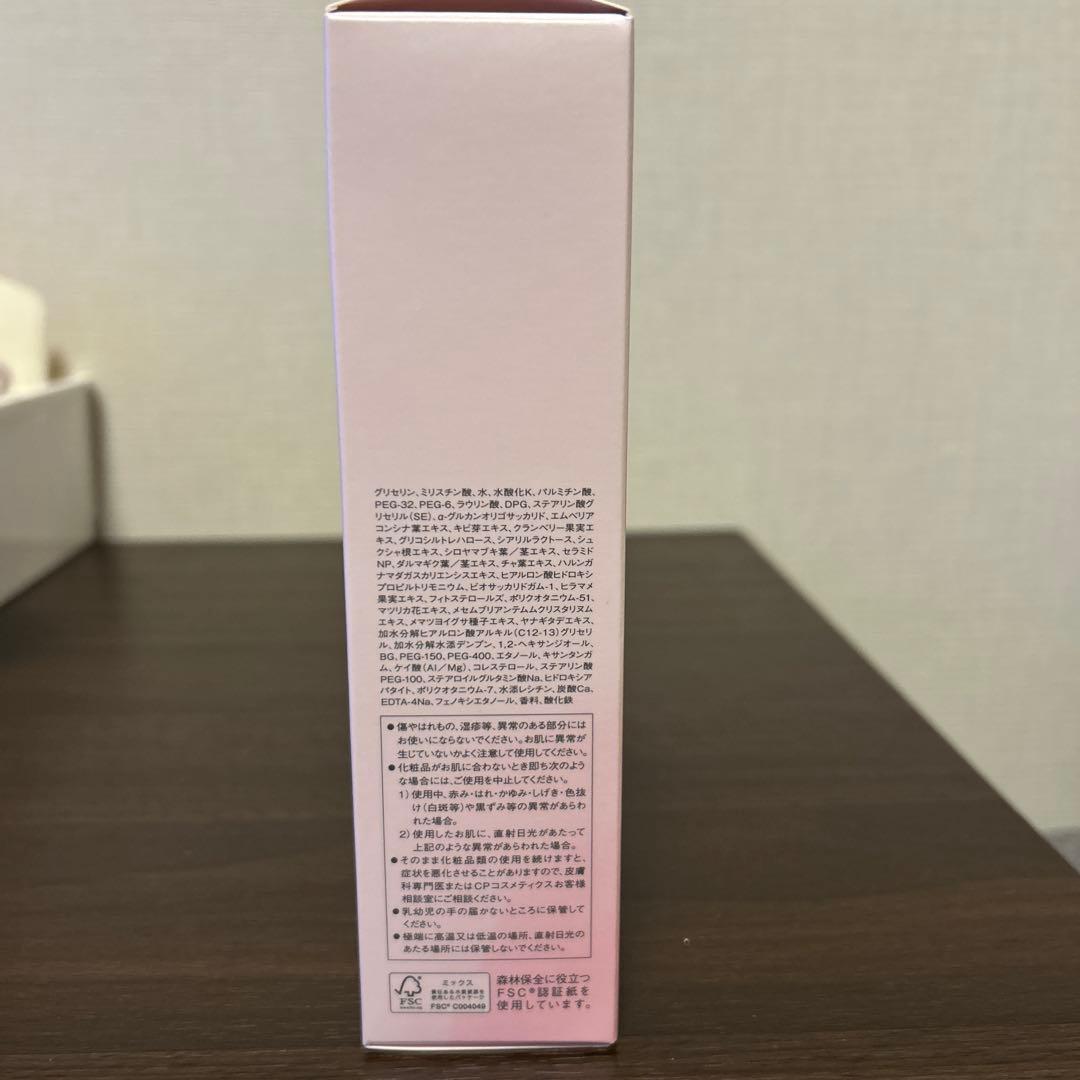 グリセリン、ミリスチン酸、水、水酸化K、パルミチン酸、
PEG-32、PEG-6、ラウリン酸、DPG、ステアリン酸グ
リセリル(SE)、α-グルカンオリゴサッカリド、エムベリア
コンシナ葉エキス、キビ芽エキス、クランベリー果実エ
キス、グリコシルトレハロース、シアリルラクトース、シュ
クシャ根エキス、シロヤマブキ葉／茎エキス、セラミド
NP、ダルマギク葉／茎エキス、チャ葉エキス、ハルンガ
ナマダガスカリエンシスエキス、ヒアルロン酸ヒドロキシ
プロピルトリモニウム、ビオサッカリドガム-1、ヒラマメ
果実エキス、フィトステロールズ、ポリクオタニウム-51、
マツリカ花エキス、メセムブリアンテムムクリスタリヌム
エキス、メマツヨイグサ種子エキス、ヤナギタデエキス、
加水分解ヒアルロン酸アルキル(C12-13)グリセリ
ル、加水分解水添デンプン、1,2-ヘキサンジオール、
BG、PEG-150、PEG-400、エタノール、キサンタンガ
ム、ケイ酸(Al／Mg)、コレステロール、ステアリン酸
PEG-100、ステアロイルグルタミン酸Na、ヒドロキシア
パタイト、ポリクオタニウム-7、水添レシチン、炭酸Ca、
EDTA-4Na、フェノキシエタノール、香料、酸化鉄
●傷やはれもの、湿疹等、異常のある部分には
お使いにならないでください。お肌に異常が
生じていないかよく注意して使用してください。
●化粧品がお肌に合わないとき即ち次のよう
な場合には、ご使用を中止してください。
1)使用中、赤み・はれ・かゆみ・しげき・色抜
け(白斑等)や黒ずみ等の異常があらわ
れた場合。
2)使用したお肌に、直射日光があたって
上記のような異常があらわれた場合。
●そのまま化粧品類の使用を続けますと、
症状を悪化させることがありますので、皮膚
科専門医またはCPコスメティクスお客様
相談室にご相談ください。
●乳幼児の手の届かないところに保管して
ください。
●極端に高温又は低温の場所、直射日光の
あたる場所には保管しないでください。
FSC
ミックス
責任ある木質資源を
使用したパッケージ
FSC® C004049
森林保全に役立つ
FSC®認証紙を
使用しています。